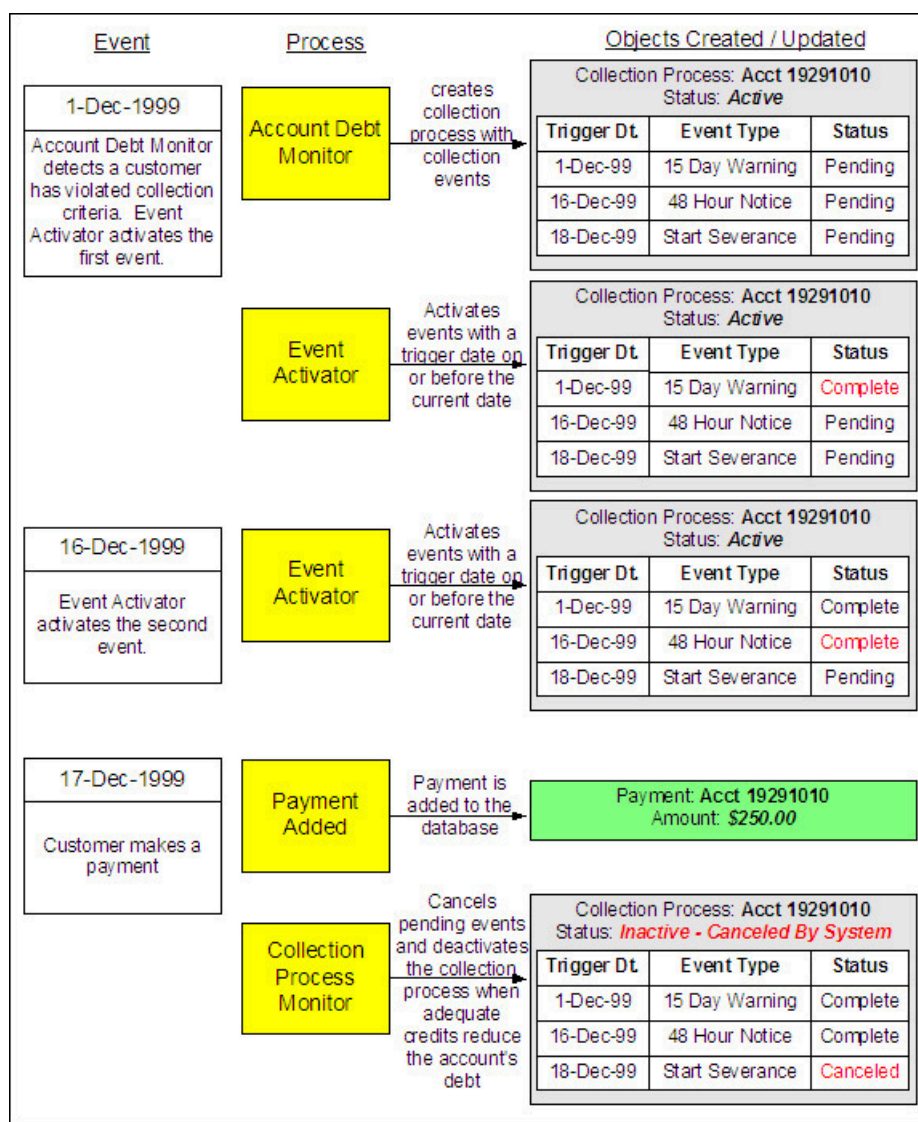 Event
Process
Objects Created / Updated
1-Dec-1999
Account Debt Monitor
detects a customer
has violated collection
criteria. Event
Activator activates the
first event.
Account Debt
Monitor
creates
collection
process with
collection
events
Collection Process: Acct 19291010
Status: Active
Trigger Dt. Event Type Status
1-Dec-99 15 Day Warning Pending
16-Dec-99 48 Hour Notice Pending
18-Dec-99 Start Severance Pending
Event
Activator
Activates
events with a
trigger date on
or before the
current date
Collection Process: Acct 19291010
Status: Active
Trigger Dt. Event Type Status
1-Dec-99 15 Day Warning Complete
16-Dec-99 48 Hour Notice Pending
18-Dec-99 Start Severance Pending
16-Dec-1999
Event Activator
activates the second
event.
Event
Activator
Activates
events with a
trigger date on
or before the
current date
Collection Process: Acct 19291010
Status: Active
Trigger Dt. Event Type Status
1-Dec-99 15 Day Warning Complete
16-Dec-99 48 Hour Notice Complete
18-Dec-99 Start Severance Pending
17-Dec-1999
Customer makes a
payment
Payment
Added
Payment is
added to the
database
Payment: Acct 19291010
Amount: $250.00
Collection
Process
Monitor
Cancels
pending events
and deactivates
the collection
process when
adequate
credits reduce
the account's
debt
Collection Process: Acct 19291010
Status: Inactive - Canceled By System
Trigger Dt. Event Type Status
1-Dec-99 15 Day Warning Complete
16-Dec-99 48 Hour Notice Complete
18-Dec-99 Start Severance Canceled